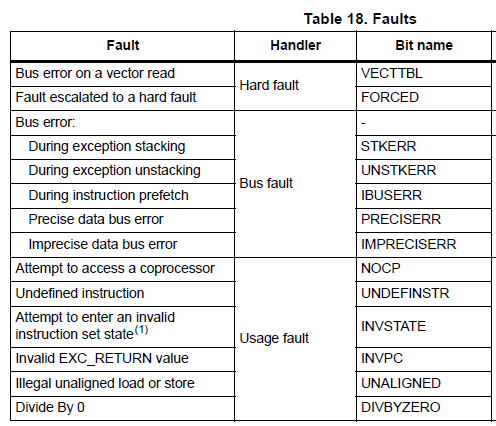 Table 18. Faults
Fault Handler Bit name
Bus error on a vector read Hard fault VECTTBL
Fault escalated to a hard fault FORCED
Bus error: Bus fault -
During exception stacking STKERR
During exception unstacking UNSTKERR
During instruction prefetch IBUSERR
Precise data bus error PRECISERR
Imprecise data bus error IMPRECISERR
Attempt to access a coprocessor Usage fault NOCP
Undefined instruction UNDEFINSTR
Attempt to enter an invalid
instruction set state(1) INVSTATE
Invalid EXC_RETURN value INVPC
Illegal unaligned load or store UNALIGNED
Divide By 0 DIVBYZERO